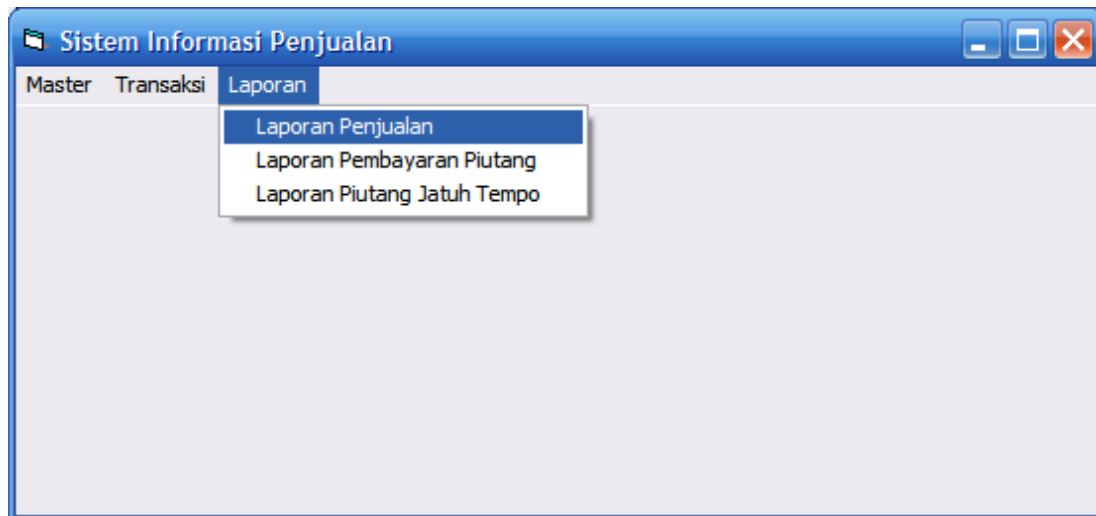 Sistem Informasi Penjualan
Master Transaksi Laporan
Laporan Penjualan
Laporan Pembayaran Piutang
Laporan Piutang Jatuh Tempo